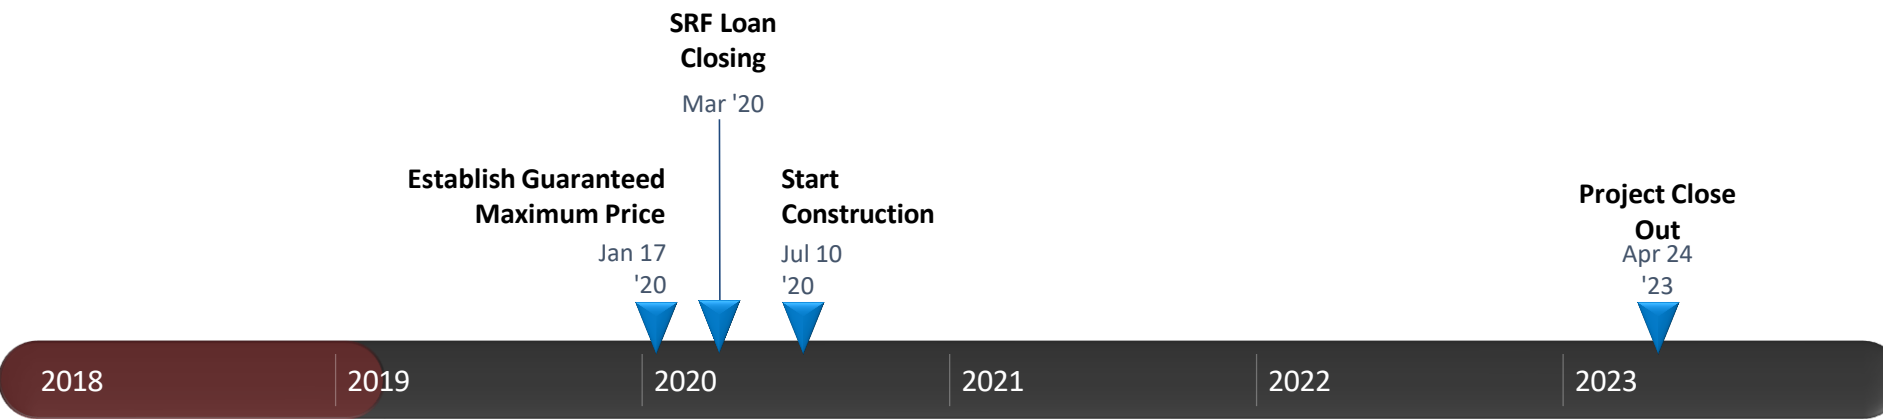 SRF Loan
Closing
Mar '20
Establish Guaranteed
Maximum Price
Jan 17
'20
Start
Construction
Jul 10
'20
Project Close
Out
Apr 24
'23
2018
2019
2020
2021
2022
2023